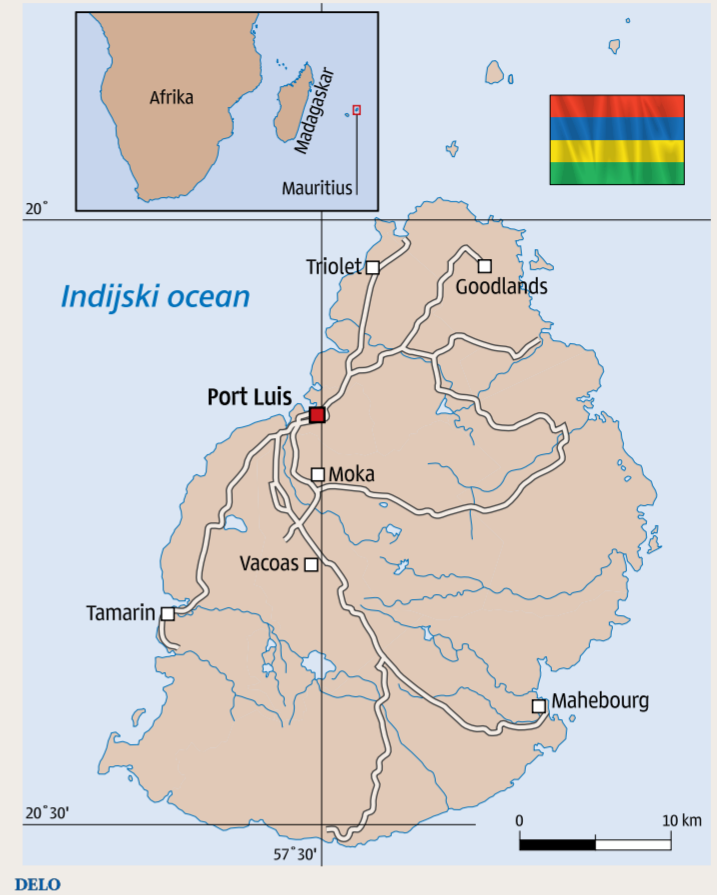 Afrika
Madagaskar
Mauritius
20°
Triolet
Goodlands
Indijski ocean
Port Luis
Moka
Vacoas
Tamarin
Mahebourg
20°30'
0 10 km
57°30'
DELO